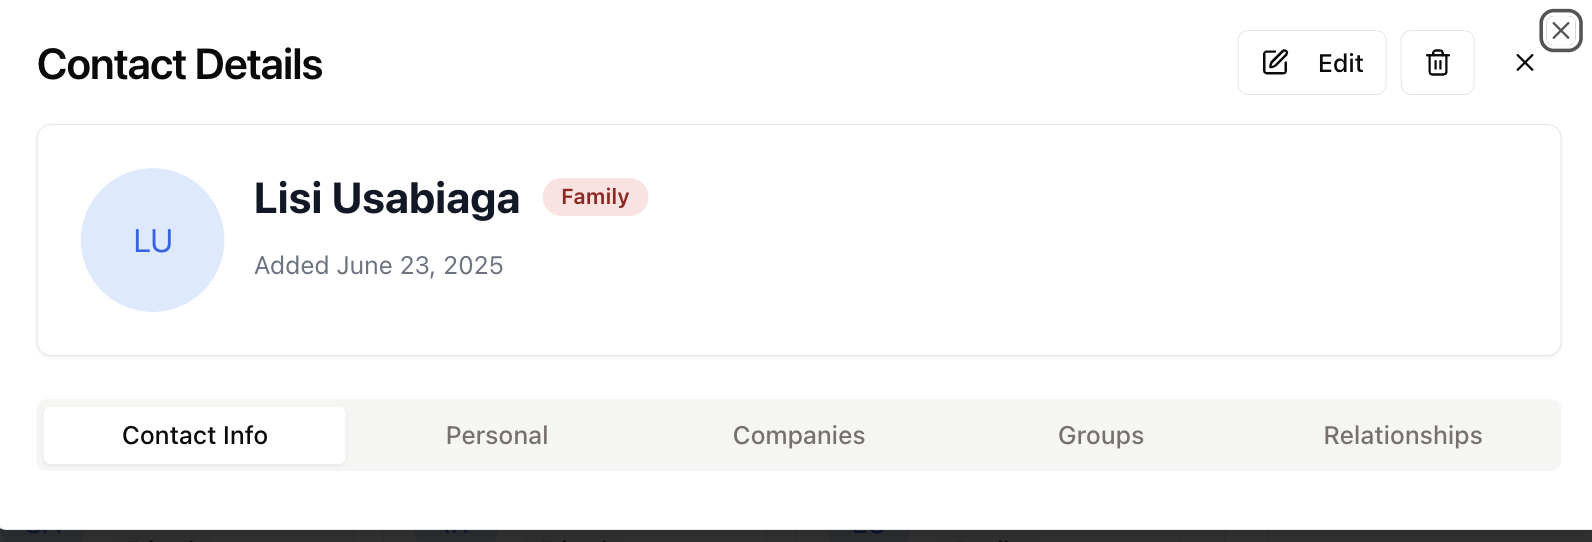 Contact Details
Edit
LU
Lisi Usabiaga
Family
Added June 23, 2025
Contact Info
Personal
Companies
Groups
Relationships